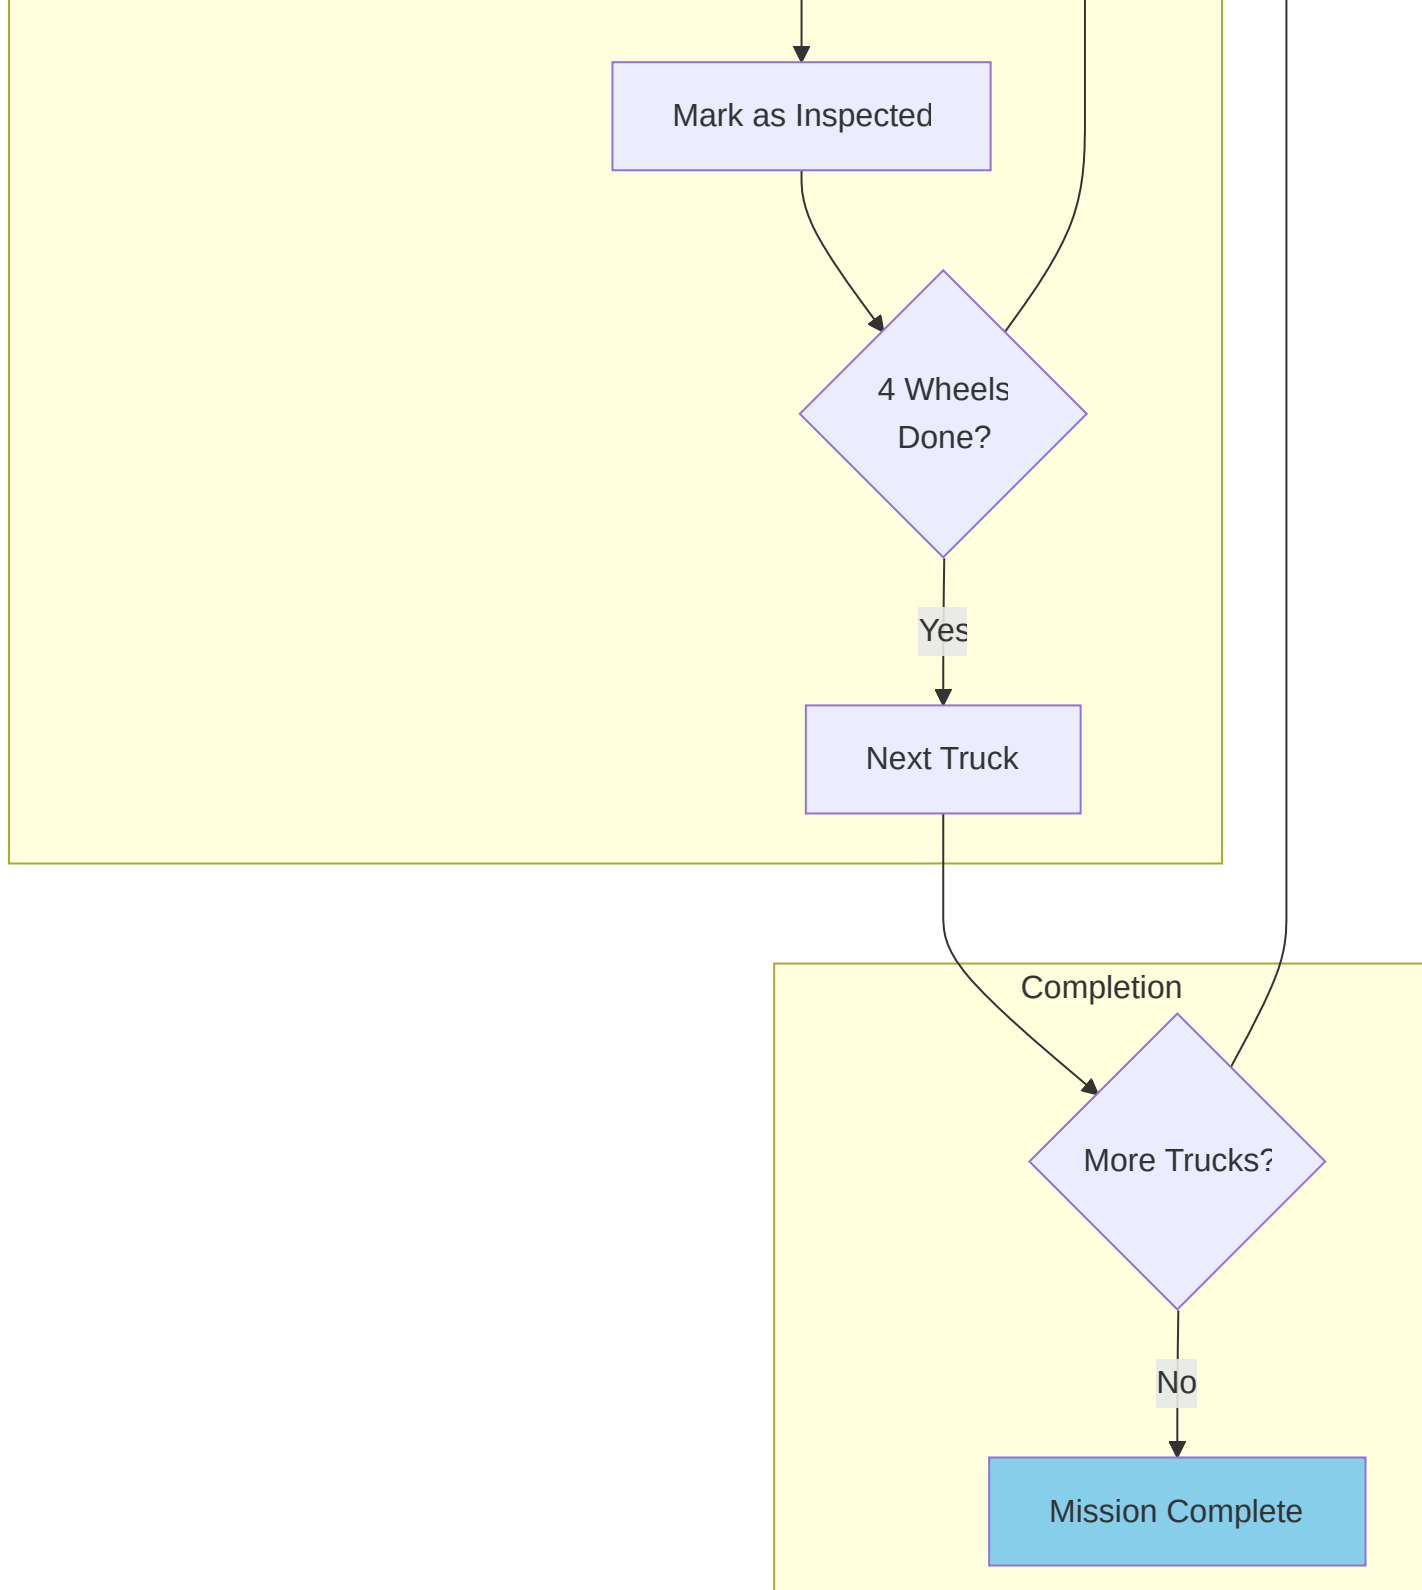 Mark as Inspected
4 Wheels
Done?
Yes
Next Truck
Completion
More Trucks?
No
Mission Complete